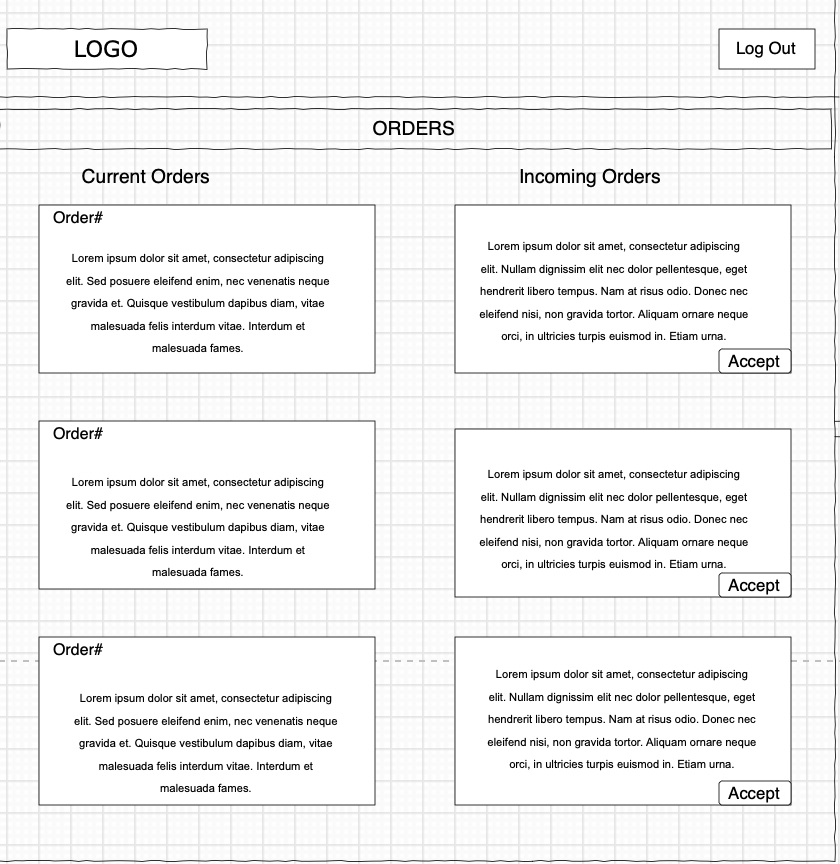 LOGO
Log Out
ORDERS
Current Orders
Incoming Orders
Order#
Lorem ipsum dolor sit amet, consectetur adipiscing
elit. Sed posuere eleifend enim, nec venenatis neque
gravida et. Quisque vestibulum dapibus diam, vitae
malesuada felis interdum vitae. Interdum et
malesuada fames.
Lorem ipsum dolor sit amet, consectetur adipiscing
elit. Nullam dignissim elit nec dolor pellentesque, eget
hendrerit libero tempus. Nam at risus odio. Donec nec
eleifend nisi, non gravida tortor. Aliquam ornare neque
orci, in ultricies turpis euismod in. Etiam urna.
Accept
Order#
Lorem ipsum dolor sit amet, consectetur adipiscing
elit. Sed posuere eleifend enim, nec venenatis neque
gravida et. Quisque vestibulum dapibus diam, vitae
malesuada felis interdum vitae. Interdum et
malesuada fames.
Lorem ipsum dolor sit amet, consectetur adipiscing
elit. Nullam dignissim elit nec dolor pellentesque, eget
hendrerit libero tempus. Nam at risus odio. Donec nec
eleifend nisi, non gravida tortor. Aliquam ornare neque
orci, in ultricies turpis euismod in. Etiam urna.
Accept
Order#
Lorem ipsum dolor sit amet, consectetur adipiscing
elit. Sed posuere eleifend enim, nec venenatis neque
gravida et. Quisque vestibulum dapibus diam, vitae
malesuada felis interdum vitae. Interdum et
malesuada fames.
Lorem ipsum dolor sit amet, consectetur adipiscing
elit. Nullam dignissim elit nec dolor pellentesque, eget
hendrerit libero tempus. Nam at risus odio. Donec nec
eleifend nisi, non gravida tortor. Aliquam ornare neque
orci, in ultricies turpis euismod in. Etiam urna.
Accept